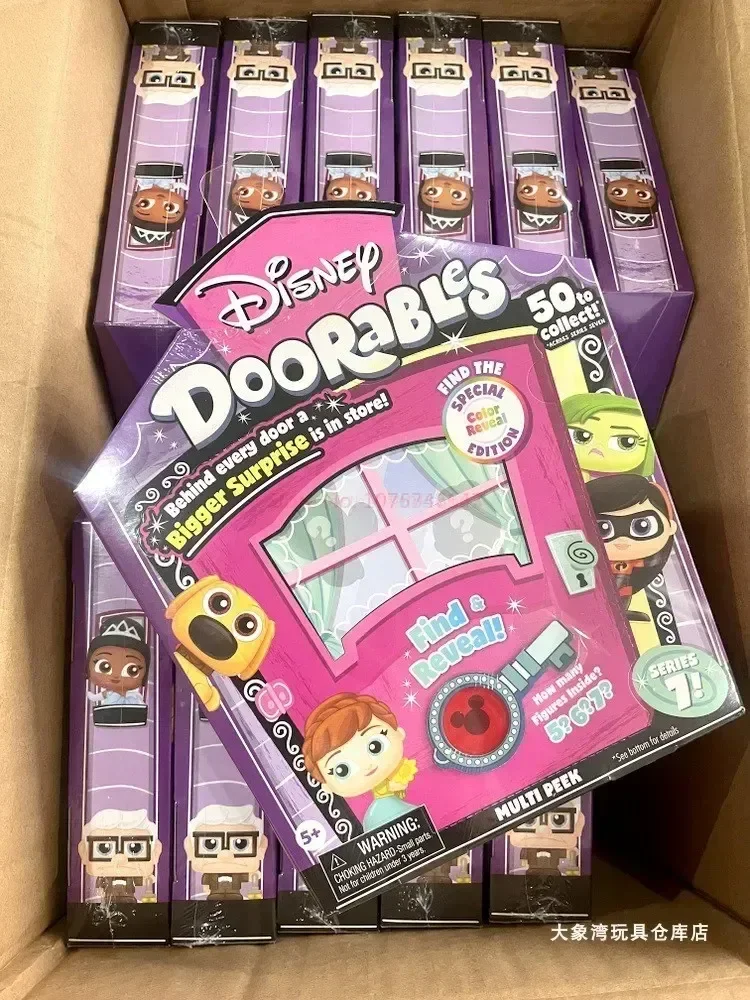 Disney
DOORABLES
50 to
collect!*
*ACROSS SERIES SEVEN
Behind every door a
Bigger Surprise is in store!
FIND THE
SPECIAL
Color
Reveal
EDITION
Find &
Reveal!
How many
Figures Inside?
5? 6? 7?
SERIES
7!
*See bottom for details
MULTI PEEK
5+
WARNING:
CHOKING HAZARD-Small parts.
Not for children under 3 years.
大象湾玩具仓库店